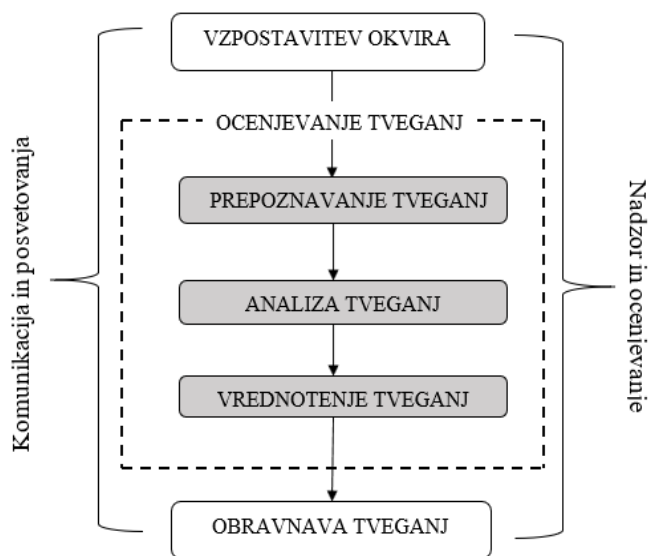 VZPOSTAVITEV OKVIRA
OCENJEVANJE TVEGANJ
PREPOZNAVANJE TVEGANJ
ANALIZA TVEGANJ
VREDNOTENJE TVEGANJ
OBRAVNAVA TVEGANJ
Komunikacija in posvetovanja
Nadzor in ocenjevanje